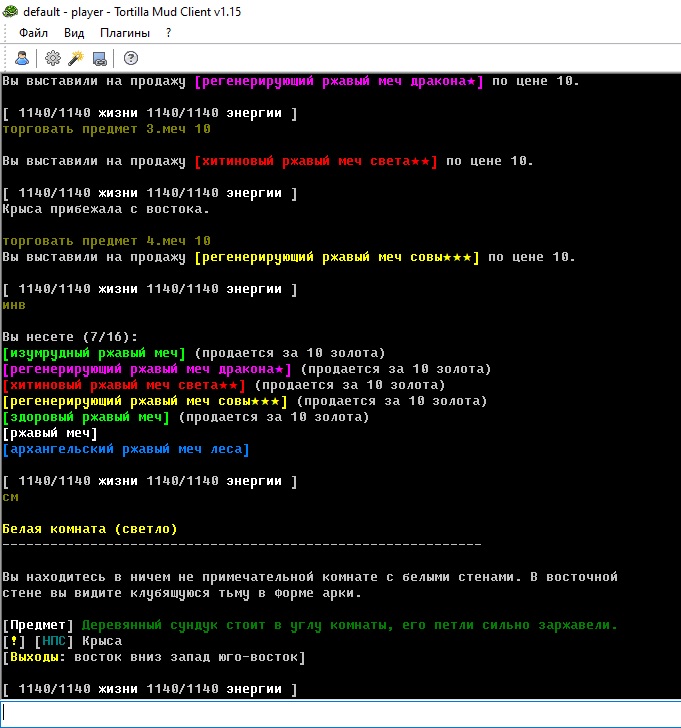 default - player - Tortilla Mud Client v1.15
Файл Вид Плагины ?
Вы выставили на продажу [регенерирующий ржавый меч дракона★] по цене 10.
[ 1140/1140 жизни 1140/1140 энергии ]
торговать предмет 3.меч 10
Вы выставили на продажу [хитиновый ржавый меч света★★] по цене 10.
[ 1140/1140 жизни 1140/1140 энергии ]
Крыса прибежала с востока.
торговать предмет 4.меч 10
Вы выставили на продажу [регенерирующий ржавый меч совы★★★] по цене 10.
[ 1140/1140 жизни 1140/1140 энергии ]
инв
Вы несете (7/16):
[изумрудный ржавый меч] (продается за 10 золота)
[регенерирующий ржавый меч дракона★] (продается за 10 золота)
[хитиновый ржавый меч света★★] (продается за 10 золота)
[регенерирующий ржавый меч совы★★★] (продается за 10 золота)
[здоровый ржавый меч] (продается за 10 золота)
[ржавый меч]
[архангельский ржавый меч леса]
[ 1140/1140 жизни 1140/1140 энергии ]
см
Белая комната (светло)
------------------------------------------------------------
Вы находитесь в ничем не примечательной комнате с белыми стенами. В восточной
стене вы видите клубящуюся тьму в форме арки.
[Предмет] Деревянный сундук стоит в углу комнаты, его петли сильно заржавели.
[!] [НПС] Крыса
[Выходы: восток вниз запад юго-восток]
[ 1140/1140 жизни 1140/1140 энергии ]